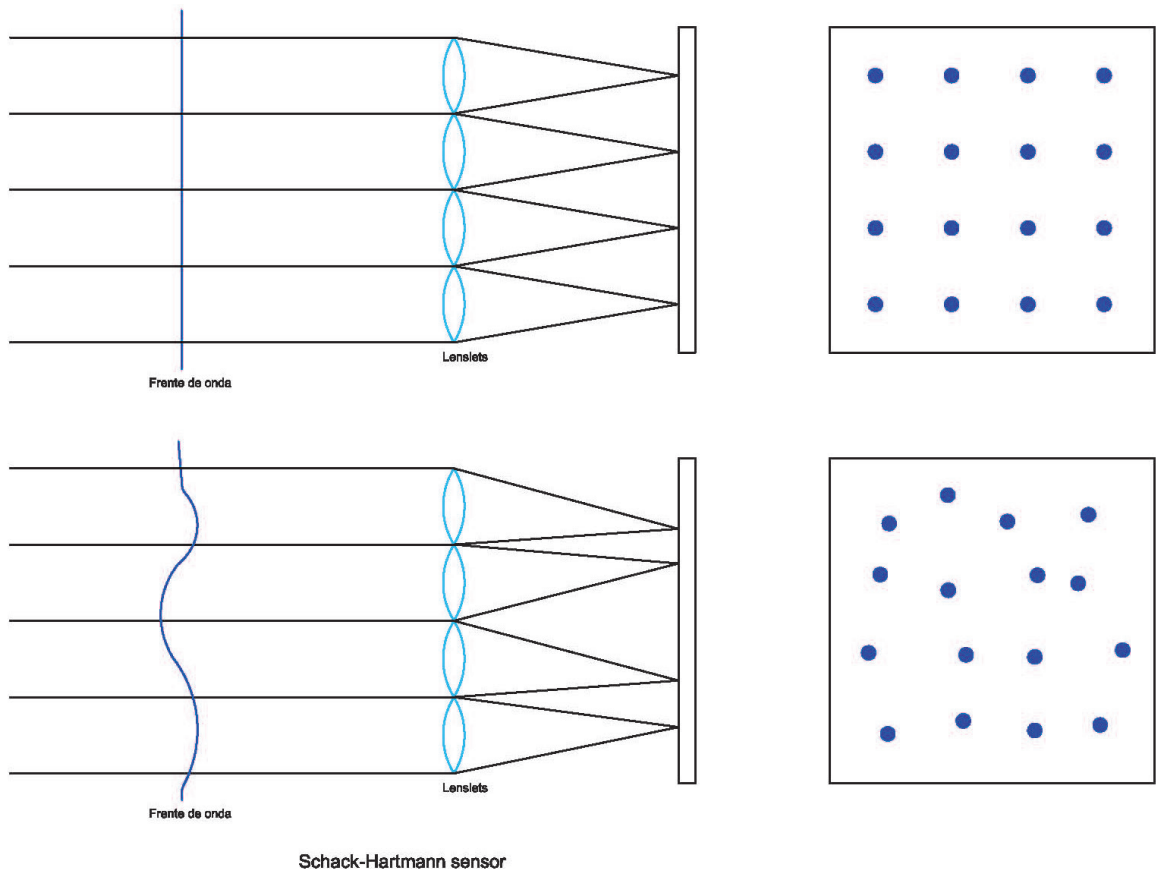 Lenslets
Frente de onda
Lenslets
Frente de onda
Schack-Hartmann sensor